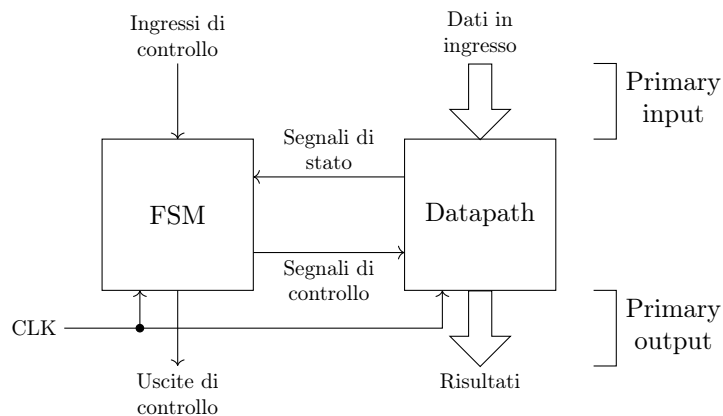 Ingressi di
controllo
Dati in
ingresso
Primary
input
Segnali di
stato
FSM
Datapath
Segnali di
controllo
CLK
Primary
output
Uscite di
controllo
Risultati